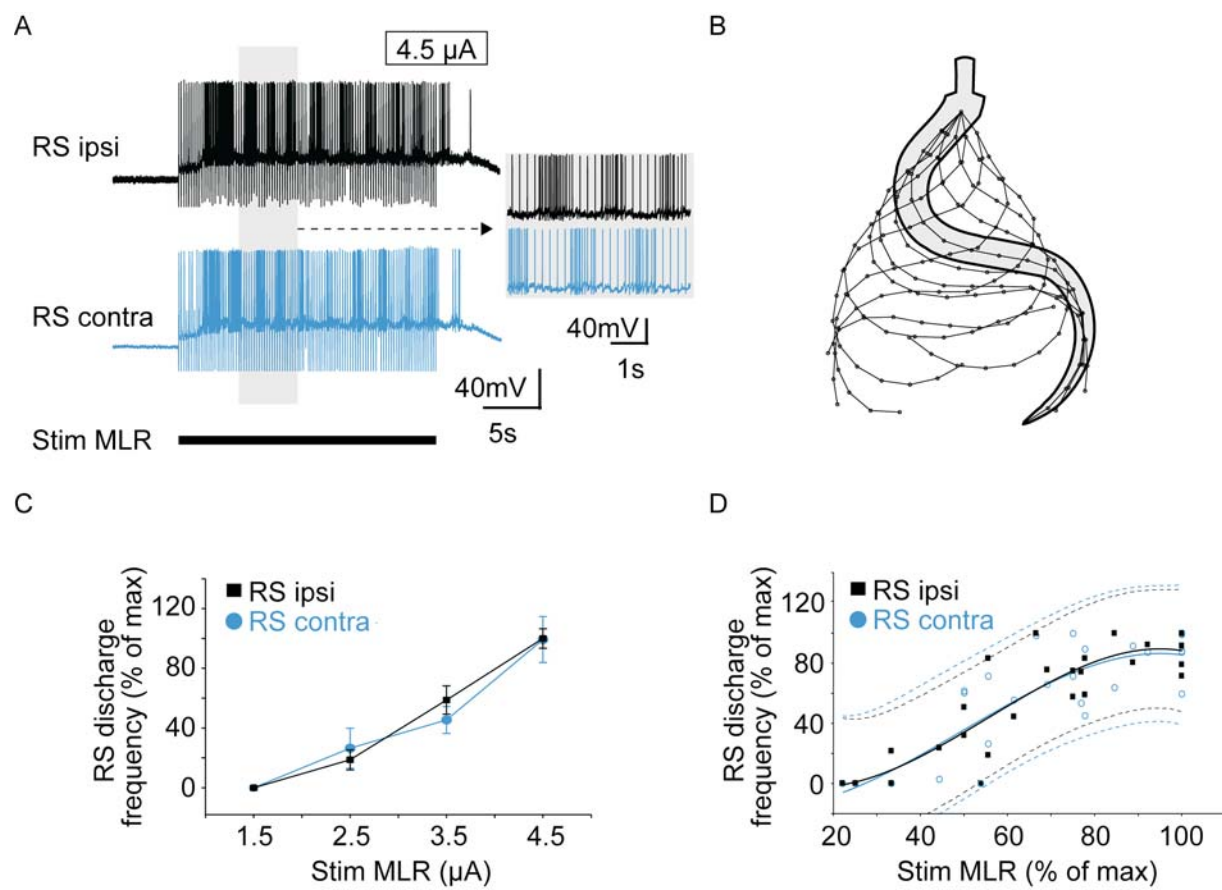 A
4.5 µA
RS ipsi
RS contra
40mV
1s
40mV
5s
Stim MLR
B
C
RS discharge
frequency (% of max)
120
80
40
0
RS ipsi
RS contra
1.5 2.5 3.5 4.5
Stim MLR (µA)
D
RS discharge
frequency (% of max)
120
80
40
0
RS ipsi
RS contra
20 40 60 80 100
Stim MLR (% of max)